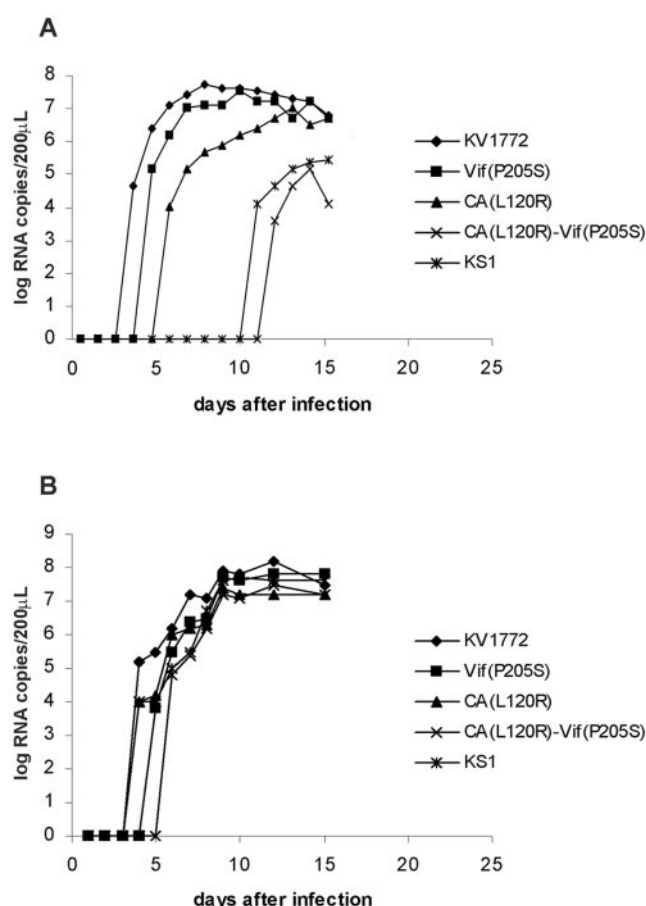 A
8
7
6
5
4
3
2
1
0
0 5 10 15 20 25
log RNA copies/200µL
days after infection
KV1772
Vif(P205S)
CA(L120R)
CA(L120R)-Vif(P205S)
KS1
B
9
8
7
6
5
4
3
2
1
0
0 5 10 15 20 25
log RNA copies/200µL
days after infection
KV1772
Vif(P205S)
CA(L120R)
CA(L120R)-Vif(P205S)
KS1